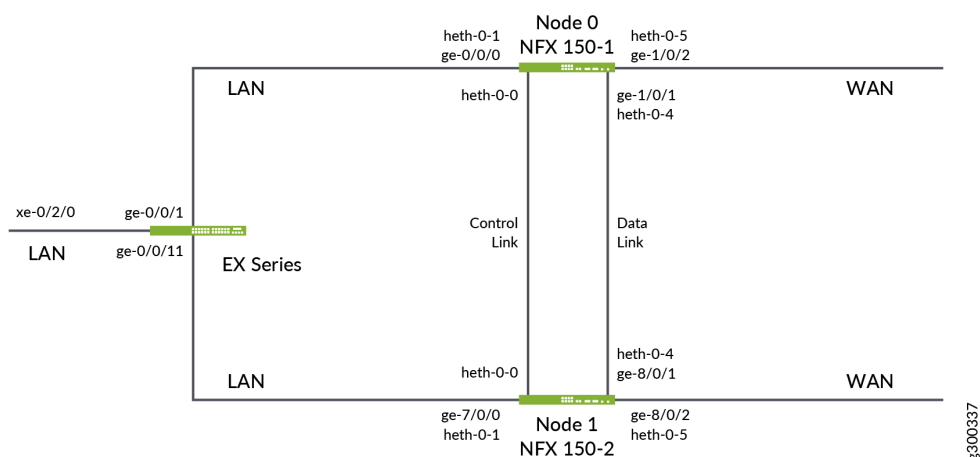 Node 0
NFX 150-1
heth-0-1
ge-0/0/0
heth-0-5
ge-1/0/2
LAN
WAN
heth-0-0
ge-1/0/1
heth-0-4
xe-0/2/0
ge-0/0/1
LAN
ge-0/0/11
EX Series
Control
Link
Data
Link
heth-0-4
ge-8/0/1
heth-0-0
LAN
WAN
ge-7/0/0
heth-0-1
Node 1
NFX 150-2
ge-8/0/2
heth-0-5
g300337